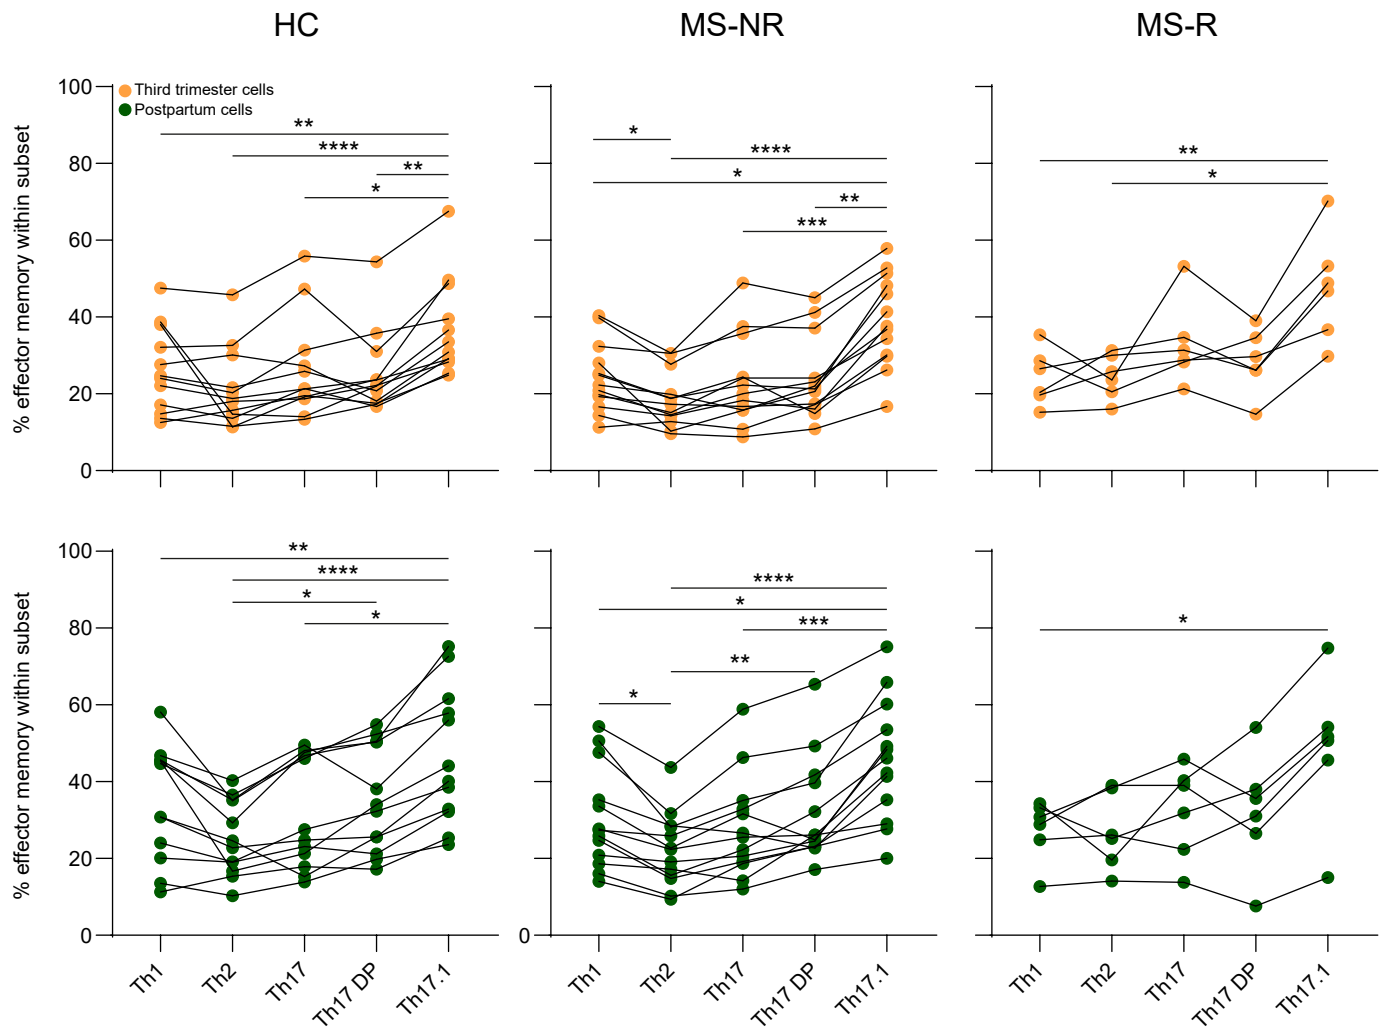 HC
MS-NR
MS-R
% effector memory within subset
100
80
60
40
20
0
Third trimester cells
Postpartum cells
**
****
**
*
*
****
*
**
***
**
*
% effector memory within subset
100
80
60
40
20
0
**
****
*
*
0
****
*
***
**
*
*
Th1
Th2
Th17
Th17 DP
Th17.1
Th1
Th2
Th17
Th17 DP
Th17.1
Th1
Th2
Th17
Th17 DP
Th17.1